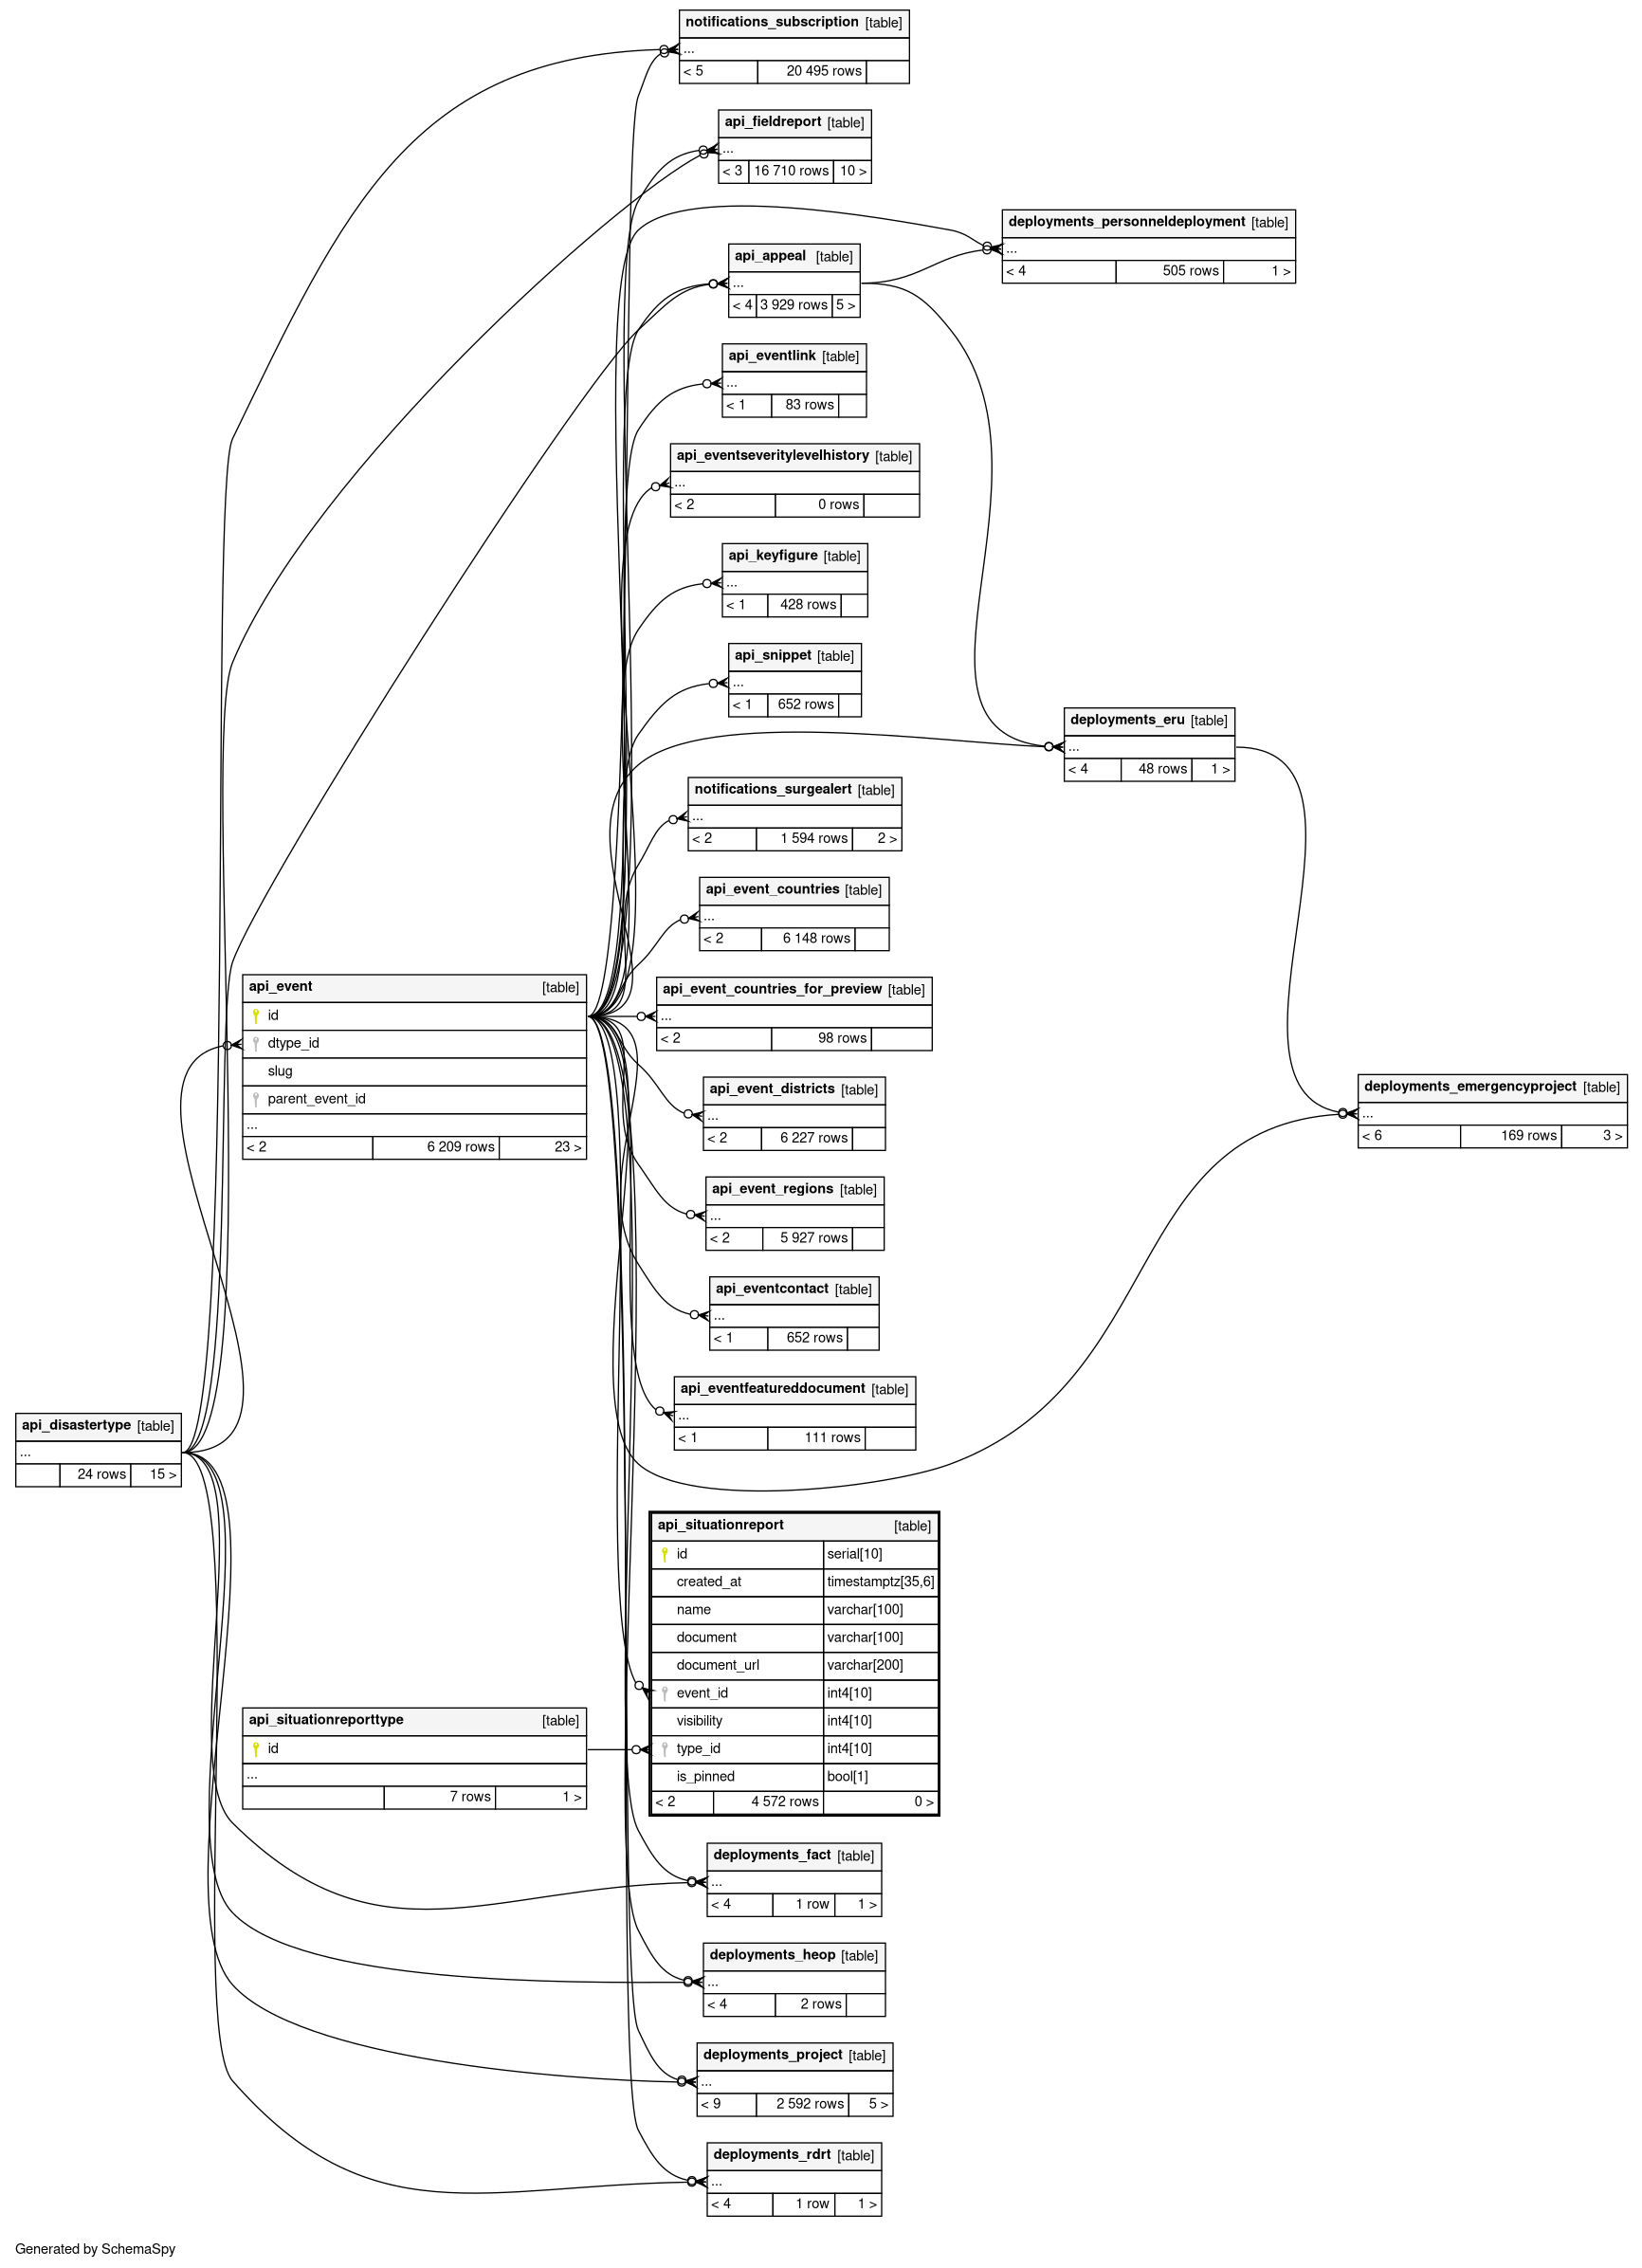 notifications_subscription [table]
...
< 5 20 495 rows
api_fieldreport [table]
...
< 3 16 710 rows 10 >
deployments_personneldeployment [table]
...
< 4 505 rows 1 >
api_appeal [table]
...
< 4 3 929 rows 5 >
api_eventlink [table]
...
< 1 83 rows
api_eventseveritylevelhistory [table]
...
< 2 0 rows
api_keyfigure [table]
...
< 1 428 rows
api_snippet [table]
...
< 1 652 rows
deployments_eru [table]
...
< 4 48 rows 1 >
notifications_surgealert [table]
...
< 2 1 594 rows 2 >
api_event_countries [table]
...
< 2 6 148 rows
api_event [table]
id
dtype_id
slug
parent_event_id
...
< 2 6 209 rows 23 >
api_event_countries_for_preview [table]
...
< 2 98 rows
api_event_districts [table]
...
< 2 6 227 rows
deployments_emergencyproject [table]
...
< 6 169 rows 3 >
api_event_regions [table]
...
< 2 5 927 rows
api_eventcontact [table]
...
< 1 652 rows
api_eventfeatureddocument [table]
...
< 1 111 rows
api_disastertype [table]
...
24 rows 15 >
api_situationreport [table]
id serial[10]
created_at timestamptz[35,6]
name varchar[100]
document varchar[100]
document_url varchar[200]
event_id int4[10]
visibility int4[10]
type_id int4[10]
is_pinned bool[1]
< 2 4 572 rows 0 >
api_situationreporttype [table]
id
...
7 rows 1 >
deployments_fact [table]
...
< 4 1 row 1 >
deployments_heop [table]
...
< 4 2 rows
deployments_project [table]
...
< 9 2 592 rows 5 >
deployments_rdrt [table]
...
< 4 1 row 1 >
Generated by SchemaSpy